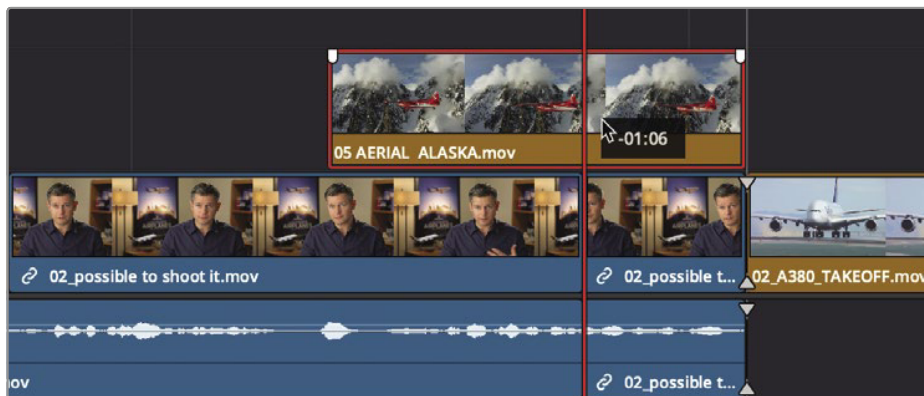 -01:06
05 AERIAL ALASKA.mov
02_possible to shoot it.mov
02_possible t...
02_A380_TAKEOFF.mov
ov
02_possible t...